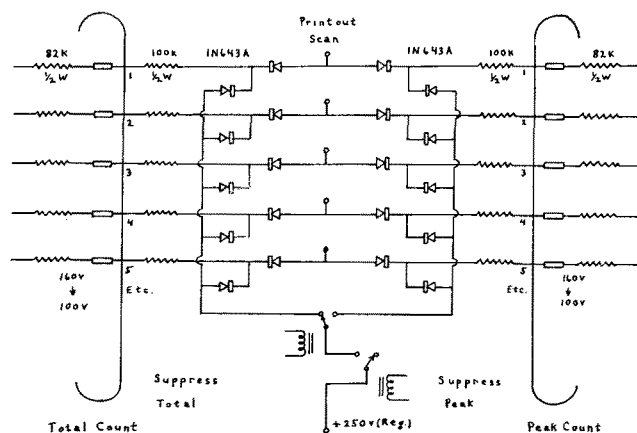 Printout
Scan
82K
½W
100K
½W
1N643A
1N643A
100K
½W
82K
½W
1
1
2
2
3
3
4
4
5
5
Etc.
Etc.
160V
100V
160V
100V
Suppress
Total
Suppress
Peak
+250V (Reg.)
Total Count
Peak Count